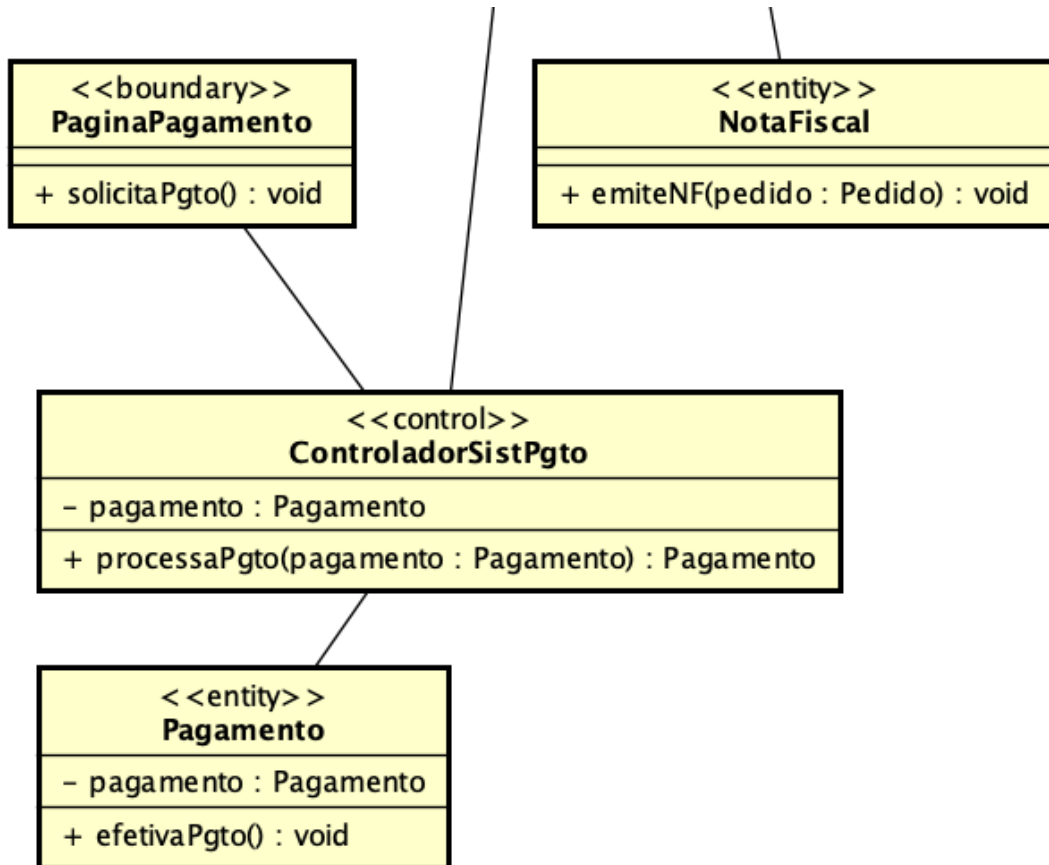 <<boundary>>
PaginaPagamento
+ solicitaPgto() : void
<<entity>>
NotaFiscal
+ emiteNF(pedido : Pedido) : void
<<control>>
ControladorSistPgto
– pagamento : Pagamento
+ processaPgto(pagamento : Pagamento) : Pagamento
<<entity>>
Pagamento
– pagamento : Pagamento
+ efetivaPgto() : void